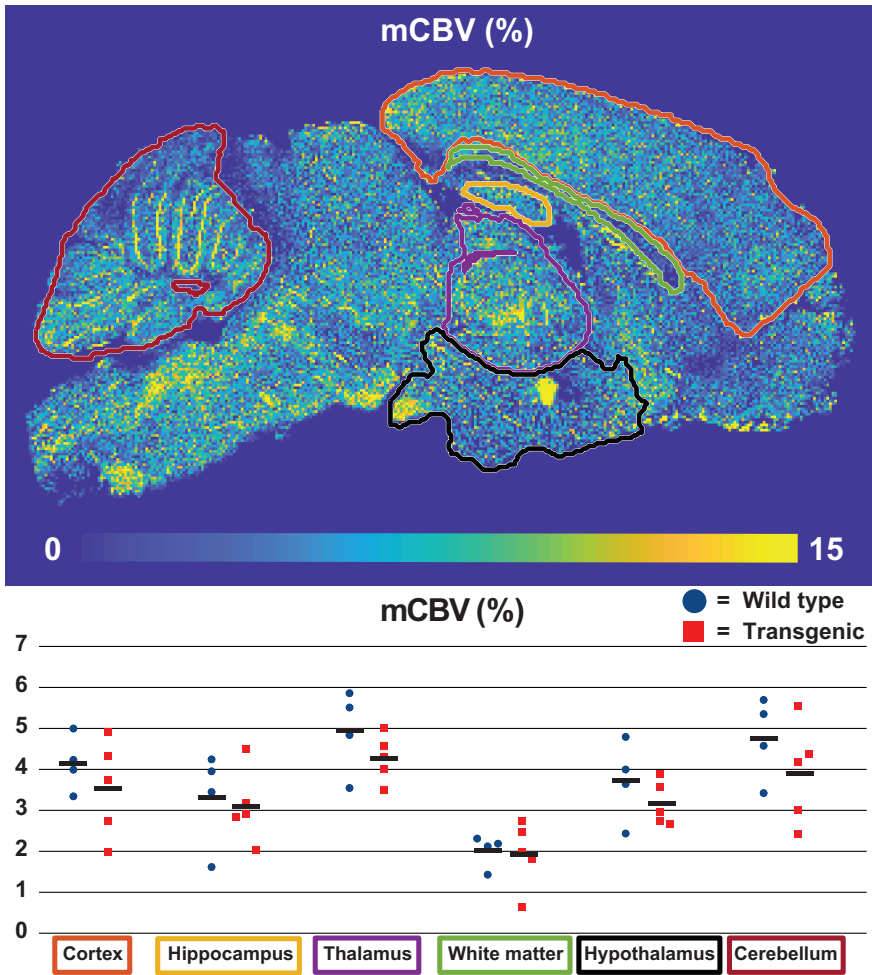 mCBV (%)
0 15
mCBV (%)
= Wild type
= Transgenic
7
6
5
4
3
2
1
0
Cortex Hippocampus Thalamus White matter Hypothalamus Cerebellum